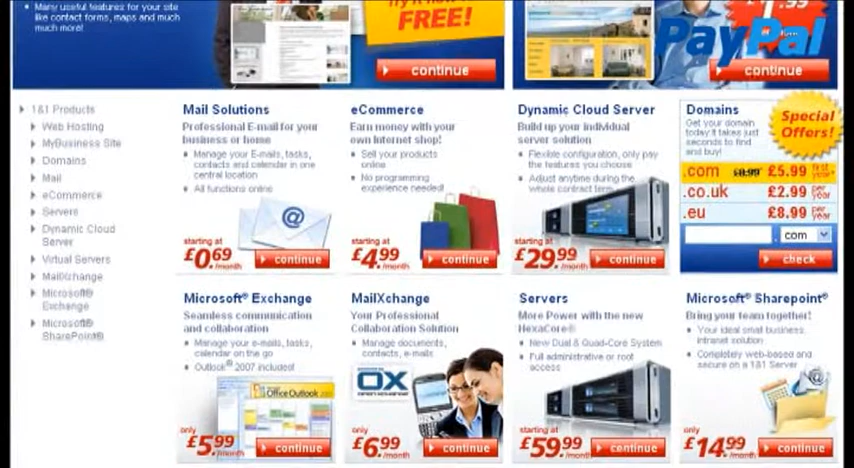 Many useful features for your site
like contact forms, maps and much
much more!
FREE!
continue
PayPal
continue
1&1 Products
Web Hosting
MyBusiness Site
Domains
Mail
eCommerce
Servers
Dynamic Cloud
Server
Virtual Servers
MailXchange
Microsoft®
Exchange
Microsoft®
SharePoint®
Mail Solutions
Professional E-mail for your
business or home
Manage your E-mails, tasks,
contacts and calendar in one
central location
All functions online
starting at
£0.69/month
continue
eCommerce
Earn money with your
own Internet shop!
Sell your products
online
No programming
experience needed!
starting at
£4.99/month
continue
Dynamic Cloud Server
Build up your individual
server solution
Flexible configuration, only pay
the features you choose
Adjust anytime during the
whole contract term
starting at
£29.99/month
continue
Domains
Get your domain
today it takes just
seconds to find
and buy!
Special
Offers!
.com £8.99 £5.99 first year*
.co.uk £2.99 per year
.eu £8.99 per year
. com
check
Microsoft® Exchange
Seamless communication
and collaboration
Manage your e-mails, tasks,
calendar on the go
Outlook® 2007 included!
Office Outlook
only
£5.99/month
continue
MailXchange
Your Professional
Collaboration Solution
Manage documents,
contacts, e-mails
OX
only
£6.99/month
continue
Servers
More Power with the new
HexaCore®
New Dual & Quad-Core System
Full administrative or root
access
starting at
£59.99/month
continue
Microsoft® Sharepoint®
Bring your team together!
Your ideal small business
intranet solution
Completely web-based and
secure on a 1&1 Server
only
£14.99/month
continue